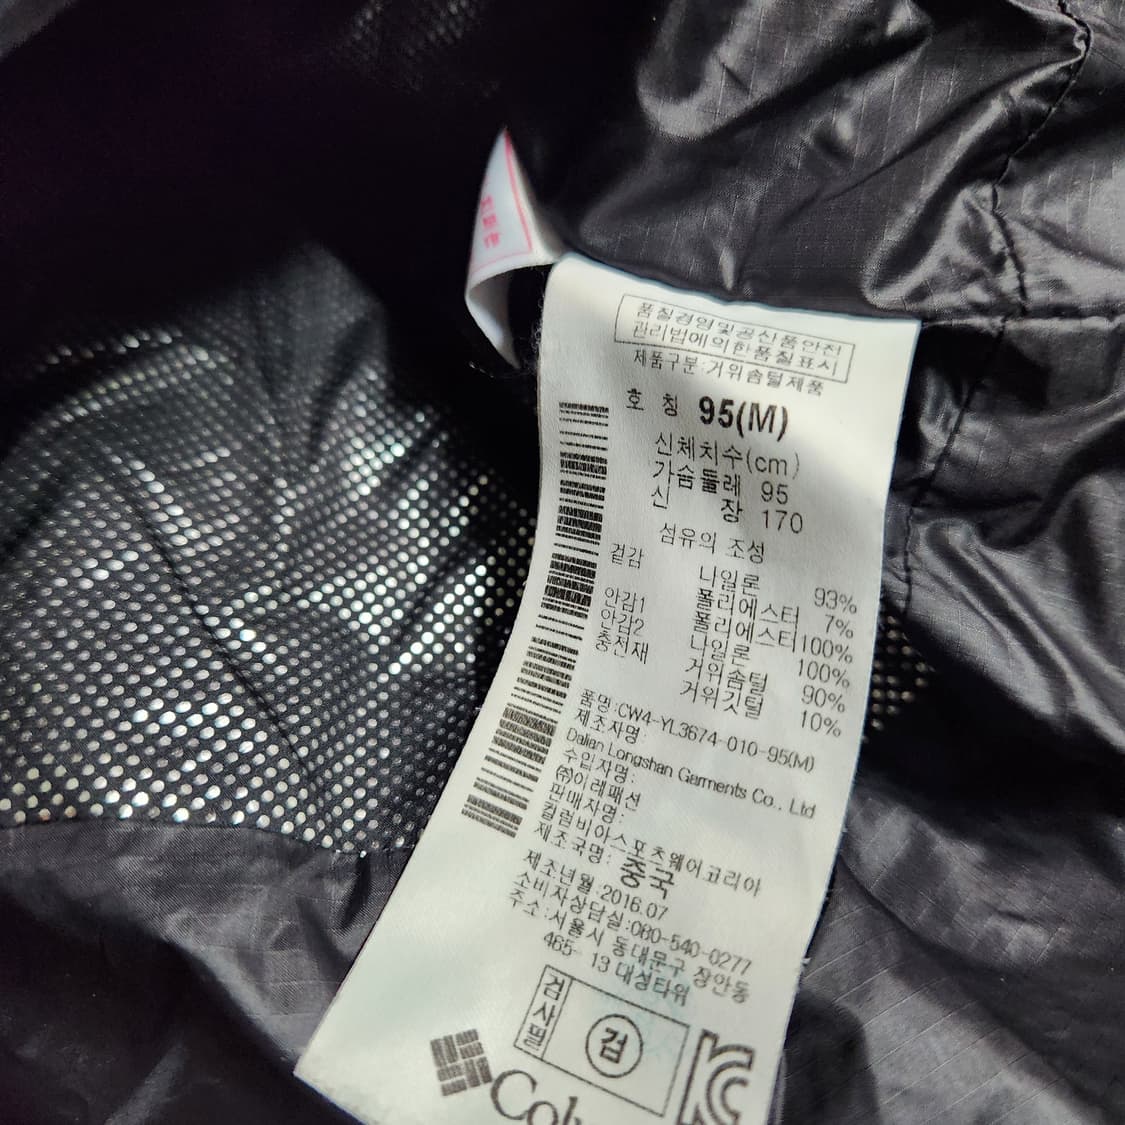 품질경영및공산품안전
관리법에의한품질표시
제품구분:거위솜털제품
호 칭 95(M)
신체치수(cm)
가슴둘레 95
신 장 170
섬유의 조성
겉감 나일론 93%
폴리에스터 7%
안감1 폴리에스터 100%
안감2 나일론 100%
충전재 거위솜털 90%
거위깃털 10%
품명:CW4-YL3674-010-95(M)
제조자명:
Dalian Longshan Garments Co., Ltd
수입자명:
(주)이레패션
판매자명:
컬럼비아스포츠웨어코리아
제조국명: 중국
제조년월:2016.07
소비자상담실:080-540-0277
주소:서울시 동대문구 장안동
465-13 대성타워
검사필
검